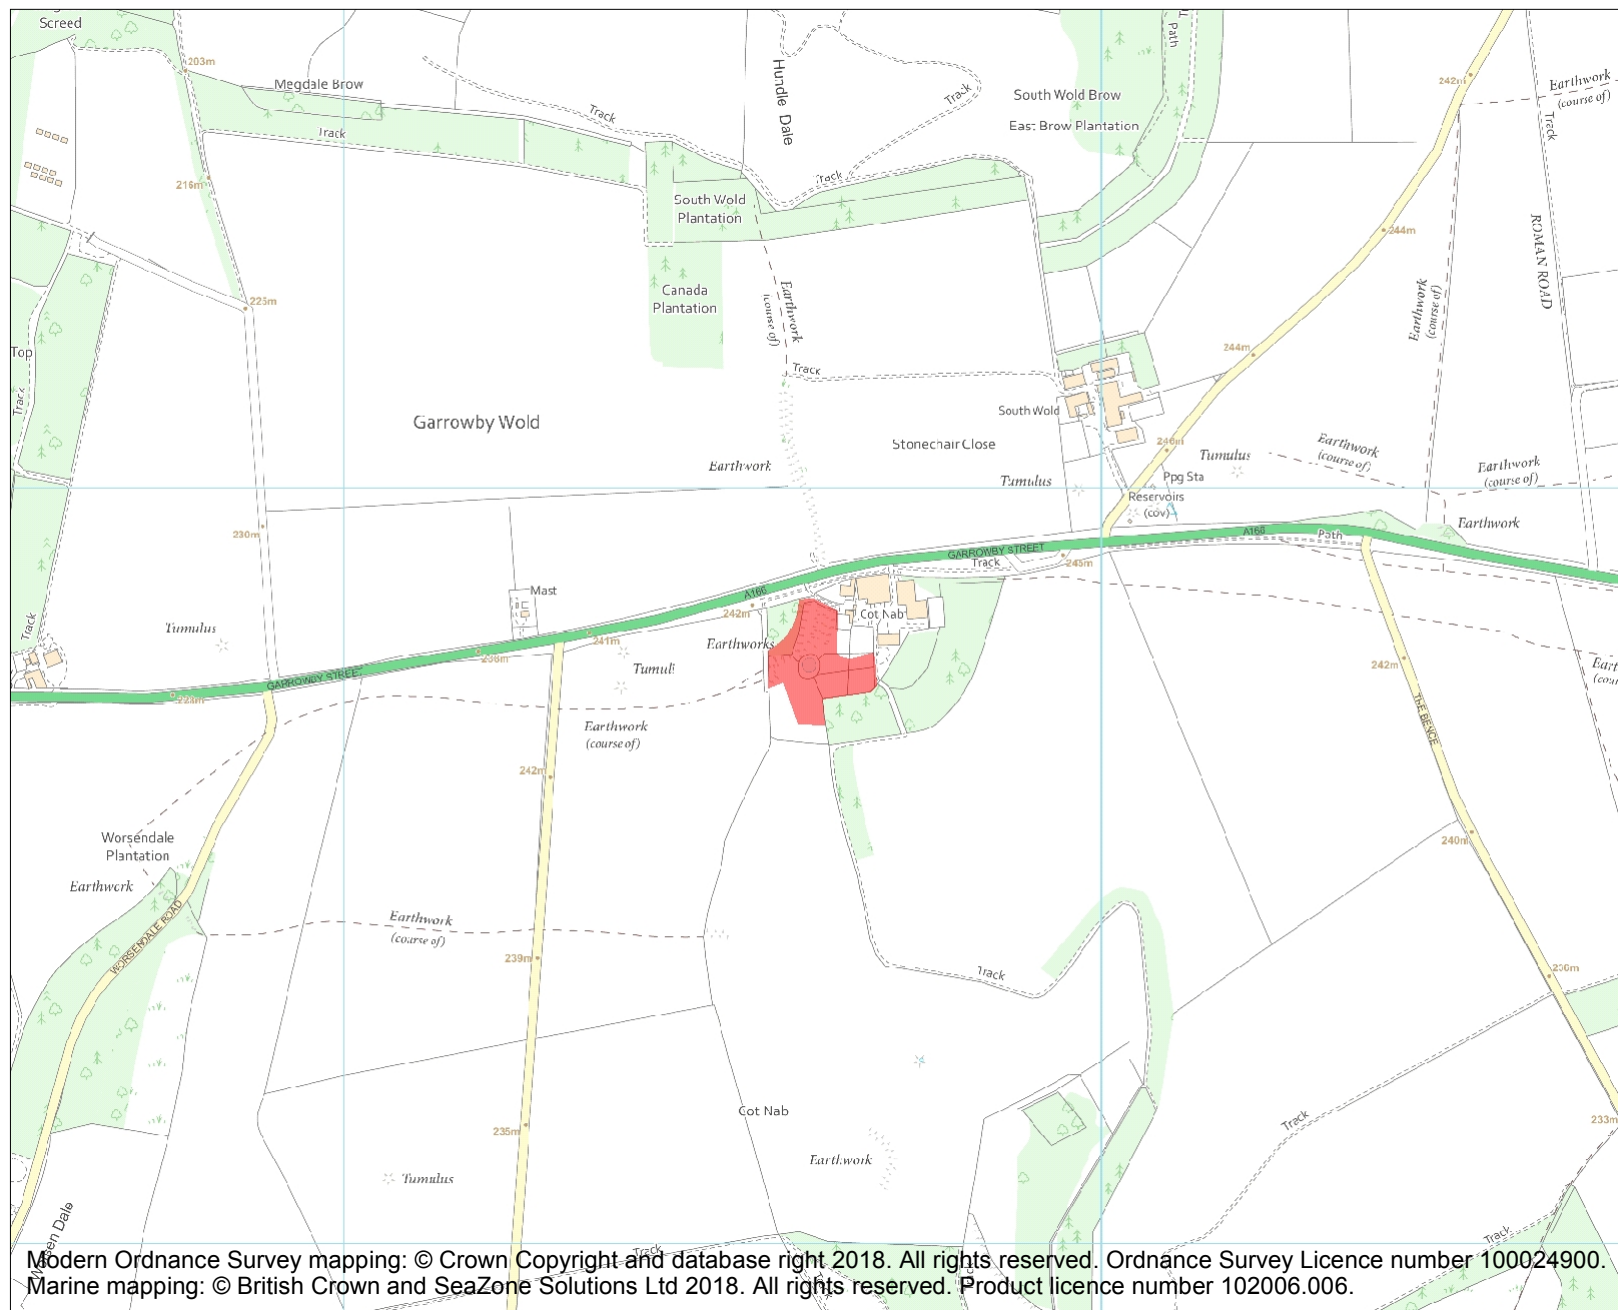 Screed
203m
Megdale Brow
Track
Track
216m
Hundle Dale
Track
Track
South Wold Brow
East Brow Plantation
Path
242m
Earthwork
(course of)
Track
ROMAN ROAD
South Wold
Plantation
Canada
Plantation
Earthwork
(course of)
244m
Earthwork
(course of)
225m
Top
Track
Track
244m
Garrowby Wold
South Wold
Stonechair Close
Earthwork
246m
Tumulus
Earthwork
(course of)
Tumulus
Ppg Sta
Earthwork
(course of)
Reservoirs
(cov)
230m
GARROWBY STREET
A166
Path
Earthwork
Track
245m
Mast
A166
242m
Cot Nab
Track
Tumulus
241m
Earthworks
238m
Tumuli
GARROWBY STREET
242m
THE BENCE
Earthwork
(course of)
242m
Worsendale
Plantation
Earthwork
240m
WORSENDALE ROAD
Earthwork
(course of)
239m
Track
Cot Nab
235m
Track
233m
Earthwork
Tumulus
Track
Track
Modern Ordnance Survey mapping: © Crown Copyright and database right 2018. All rights reserved. Ordnance Survey Licence number 100024900.
Marine mapping: © British Crown and SeaZone Solutions Ltd 2018. All rights reserved. Product licence number 102006.006.